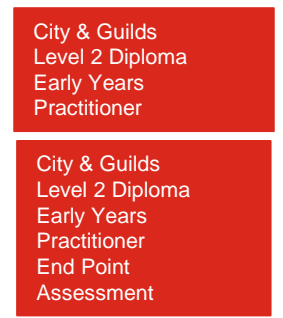 City & Guilds
Level 2 Diploma
Early Years
Practitioner
City & Guilds
Level 2 Diploma
Early Years
Practitioner
End Point
Assessment